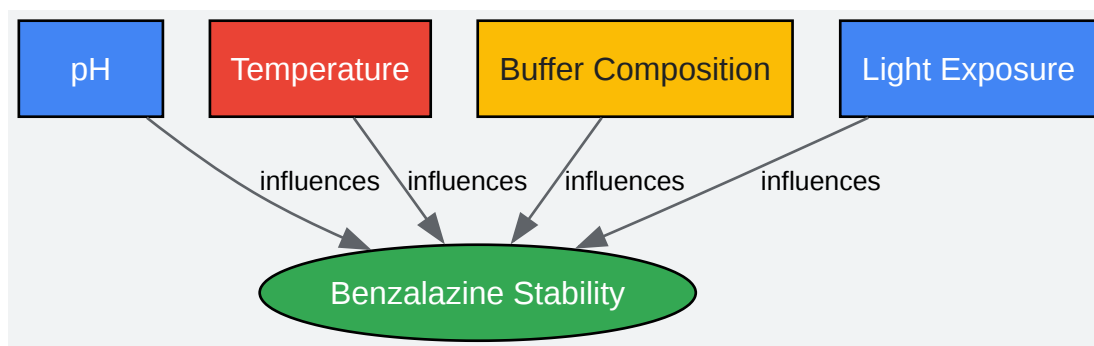 pH
Temperature
Buffer Composition
Light Exposure
influences
influences
influences
influences
Benzalazine Stability